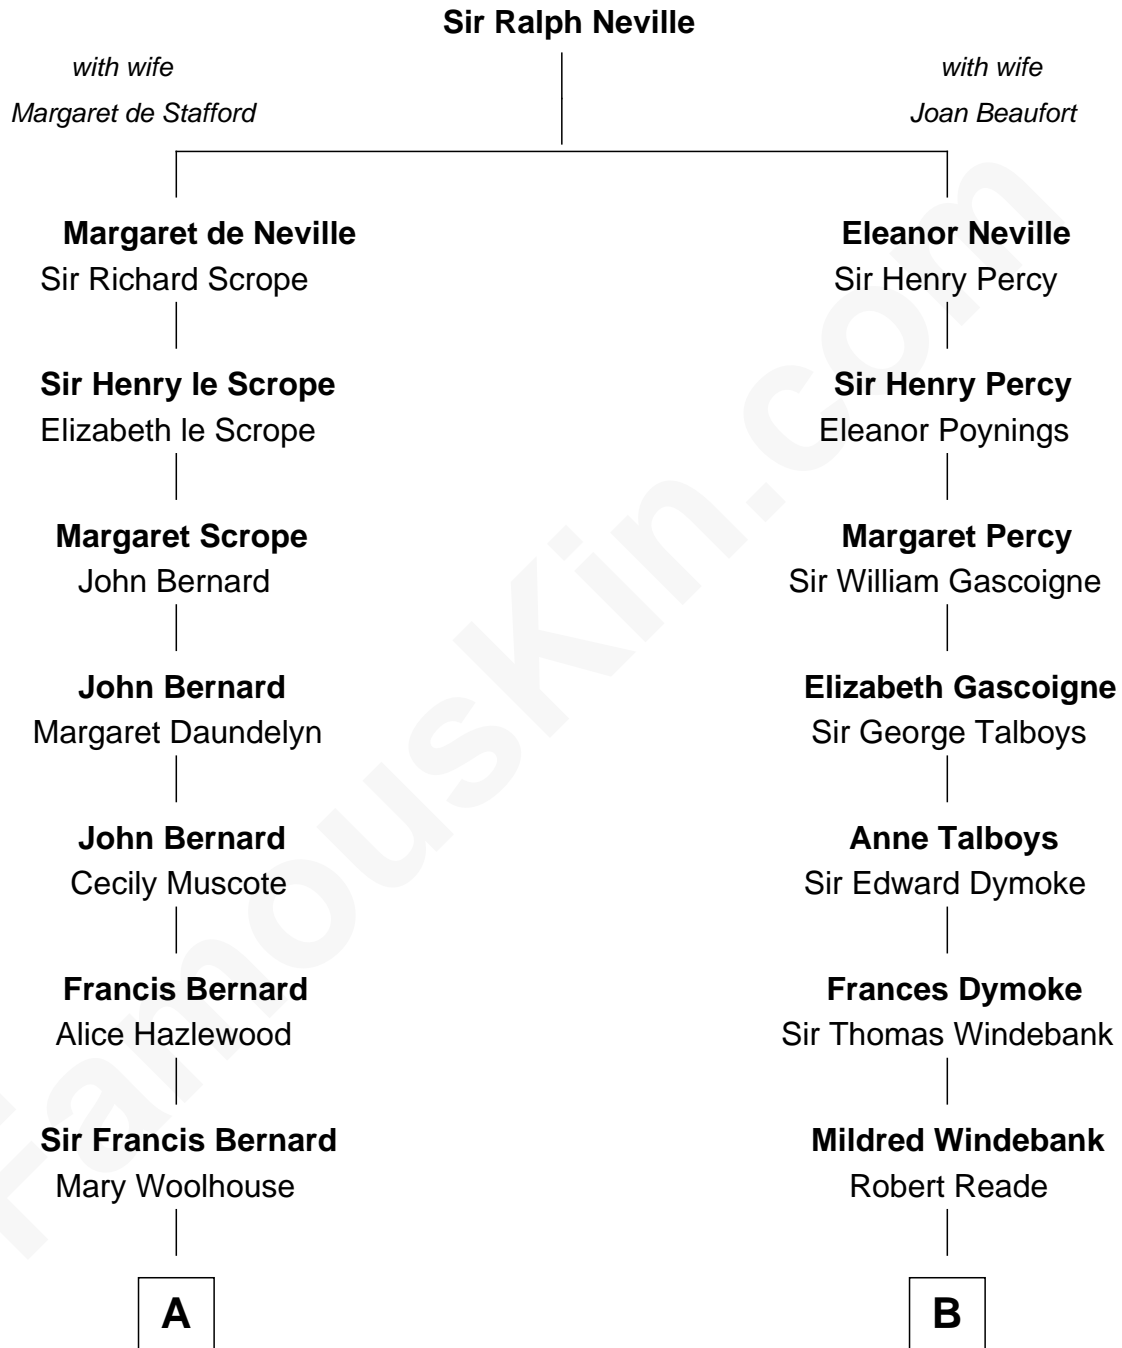 Sir Ralph Neville
with wife
Margaret de Stafford
with wife
Joan Beaufort
Margaret de Neville
Sir Richard Scrope
Eleanor Neville
Sir Henry Percy
Sir Henry le Scrope
Elizabeth le Scrope
Sir Henry Percy
Eleanor Poynings
Margaret Scrope
John Bernard
Margaret Percy
Sir William Gascoigne
John Bernard
Margaret Daundelyn
Elizabeth Gascoigne
Sir George Talboys
John Bernard
Cecily Muscote
Anne Talboys
Sir Edward Dymoke
Francis Bernard
Alice Hazlewood
Frances Dymoke
Sir Thomas Windebank
Sir Francis Bernard
Mary Woolhouse
Mildred Windebank
Robert Reade
A
B
FamousKin.com